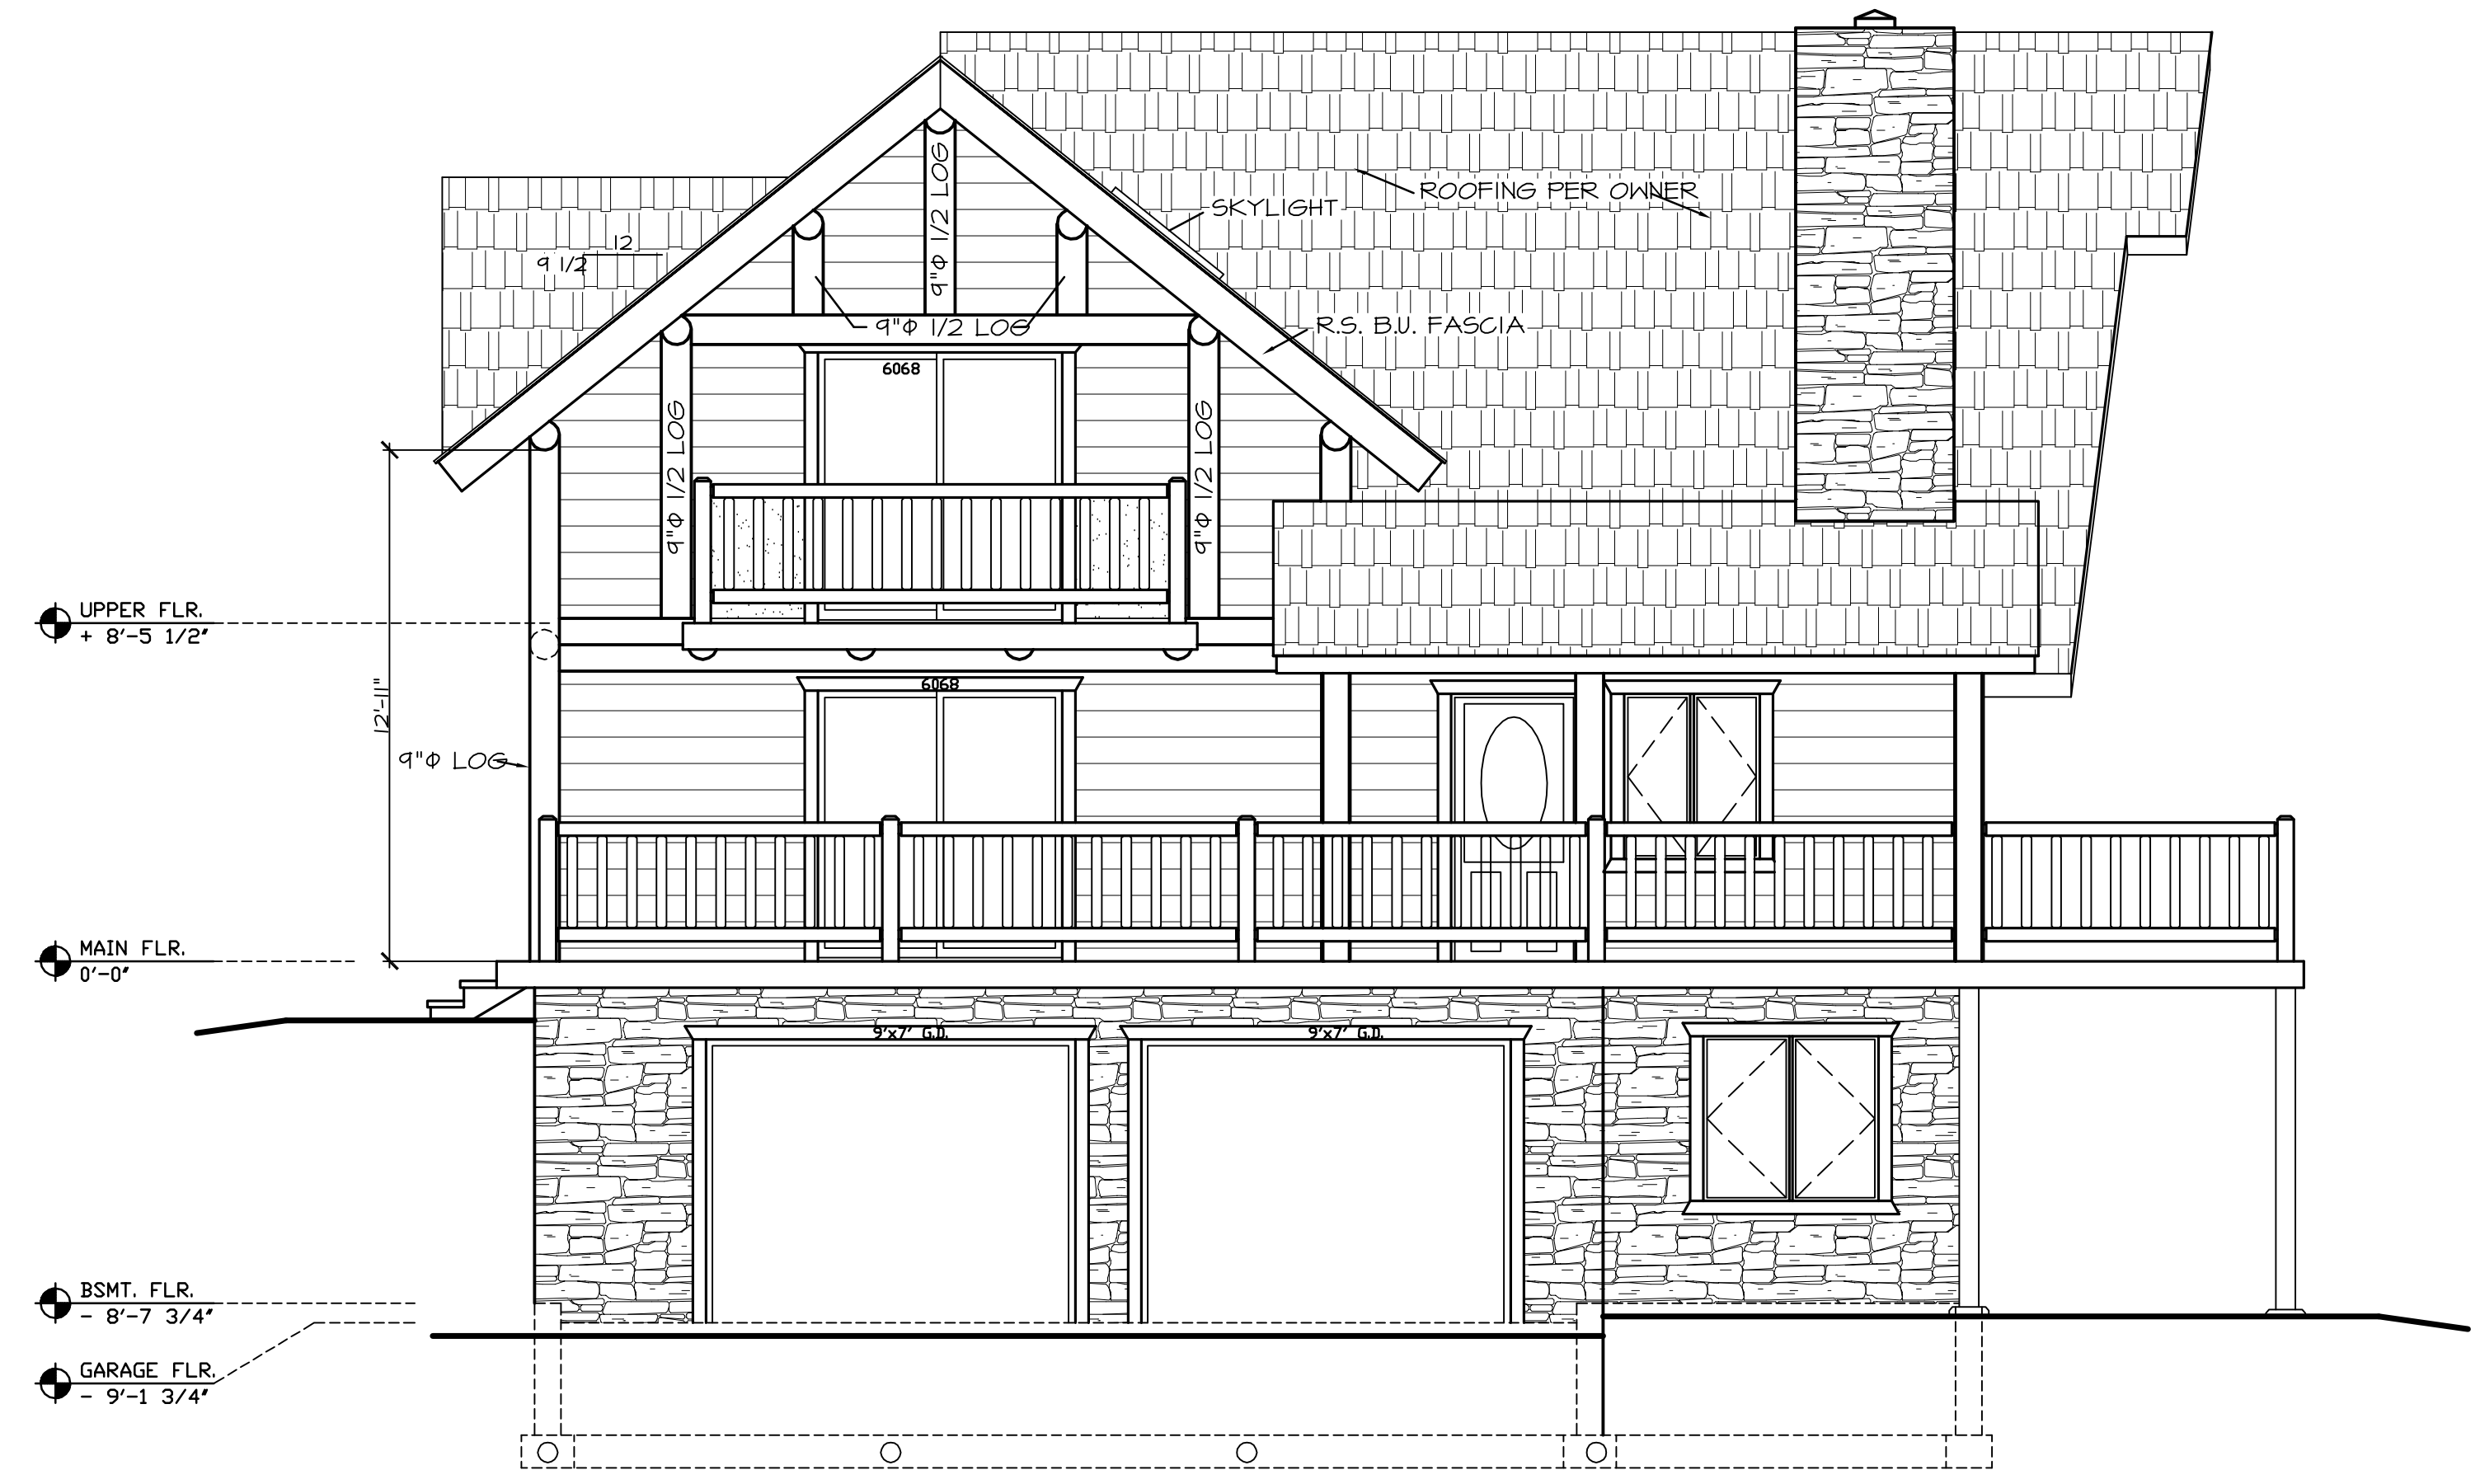 ROOFING PER OWNER
SKYLIGHT
9"Φ 1/2 LOG
12
9 1/2
9"Φ 1/2 LOG
R.S. B.U. FASCIA
6068
9"Φ 1/2 LOG
9"Φ 1/2 LOG
UPPER FLR.
+ 8'-5 1/2"
6068
12'-11"
9"Φ LOG
MAIN FLR.
0'-0"
9'x7' G.D.
9'x7' G.D.
BSMT. FLR.
- 8'-7 3/4"
GARAGE FLR.
- 9'-1 3/4"